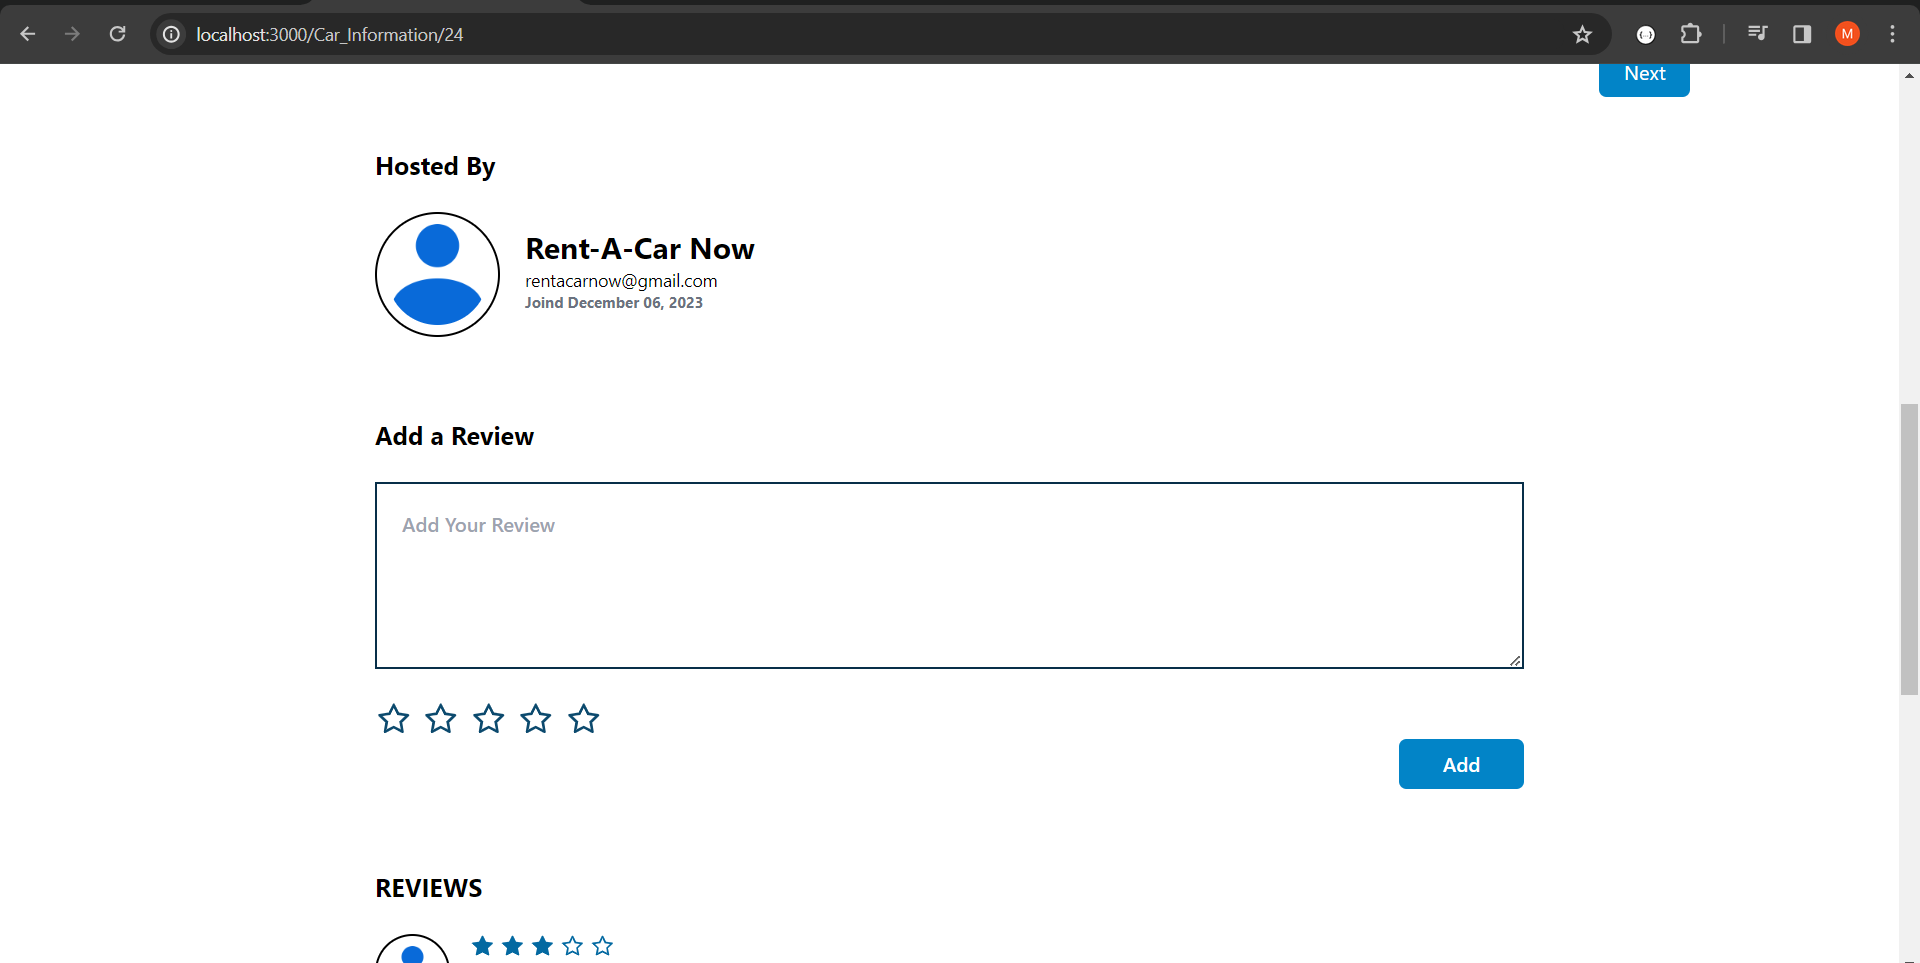 localhost:3000/Car_Information/24
M
Next
Hosted By
Rent-A-Car Now
rentacarnow@gmail.com
Joind December 06, 2023
Add a Review
Add Your Review
Add
REVIEWS